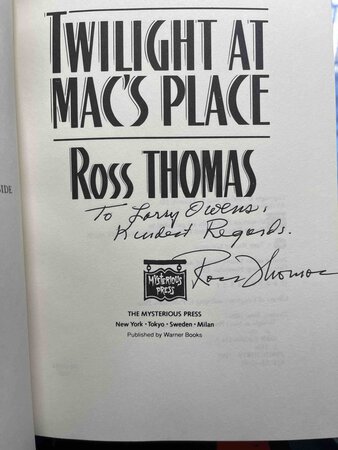 TWILIGHT AT
MAC'S PLACE
ROSS THOMAS
To Larry Owens,
Kindest Regards.
Ross Thomas
MYSTERIOUS
PRESS
THE MYSTERIOUS PRESS
New York · Tokyo · Sweden · Milan
Published by Warner Books
SIDE